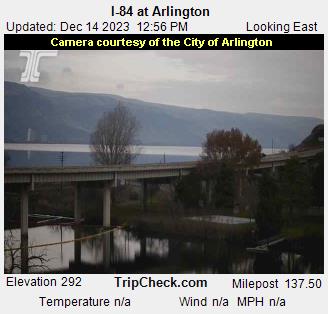 I-84 at Arlington
Updated: Dec 14 2023 12:56 PM Looking East
Camera courtesy of the City of Arlington
Elevation 292 TripCheck.com Milepost 137.50
Temperature n/a Wind n/a MPH n/a